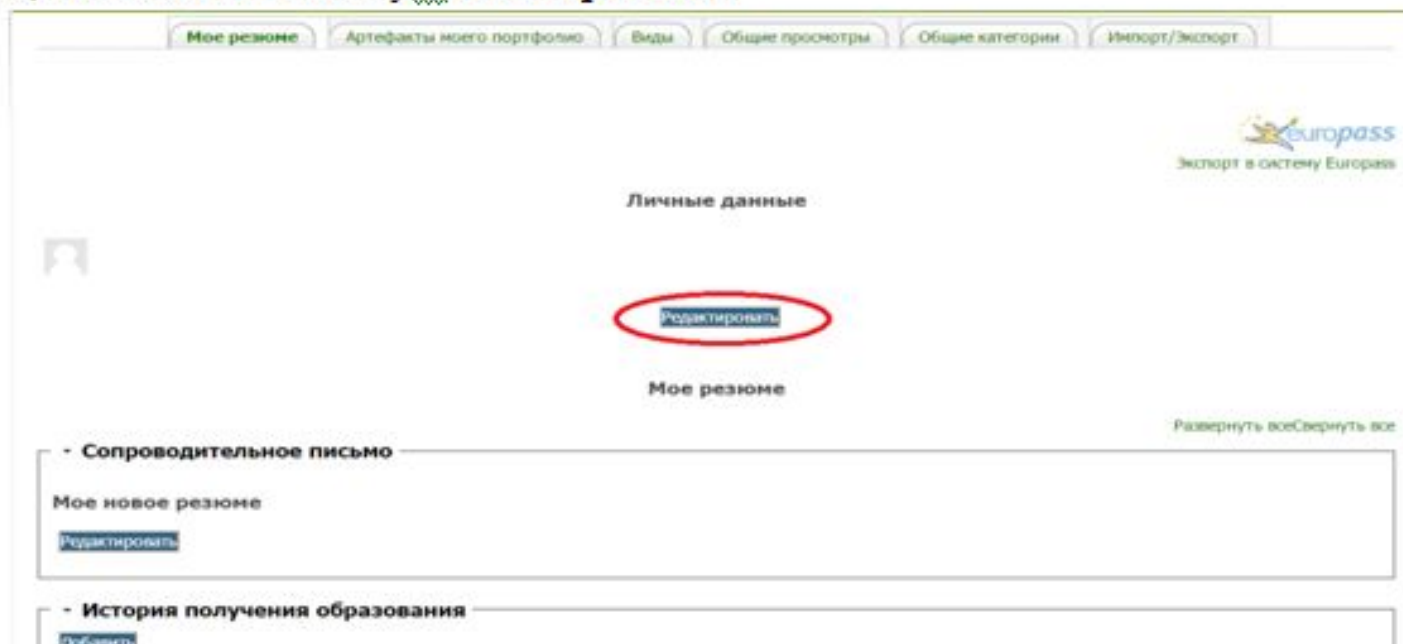 Мое резюме Артефакты моего портфолио Виды Общие просмотры Общие категории Импорт/Экспорт
europass
Экспорт в систему Europass
Личные данные
Редактировать
Мое резюме
Развернуть всеСвернуть все
- Сопроводительное письмо
Мое новое резюме
Редактировать
- История получения образования
Добавить